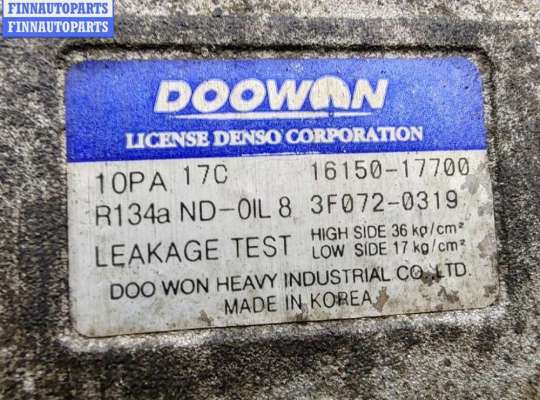 FINNAUTOPARTS
FINNAUTOPARTS
DOOWON
LICENSE DENSO CORPORATION
10PA 17C 16150-17700
R134a ND-OIL 8 3F072-0319
LEAKAGE TEST HIGH SIDE 36 kg/cm²
LOW SIDE 17 kg/cm²
DOO WON HEAVY INDUSTRIAL CO., LTD.
MADE IN KOREA